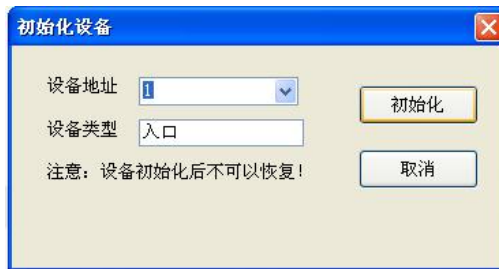 初始化设备
设备地址 1
初始化
设备类型 入口
注意：设备初始化后不可以恢复！
取消